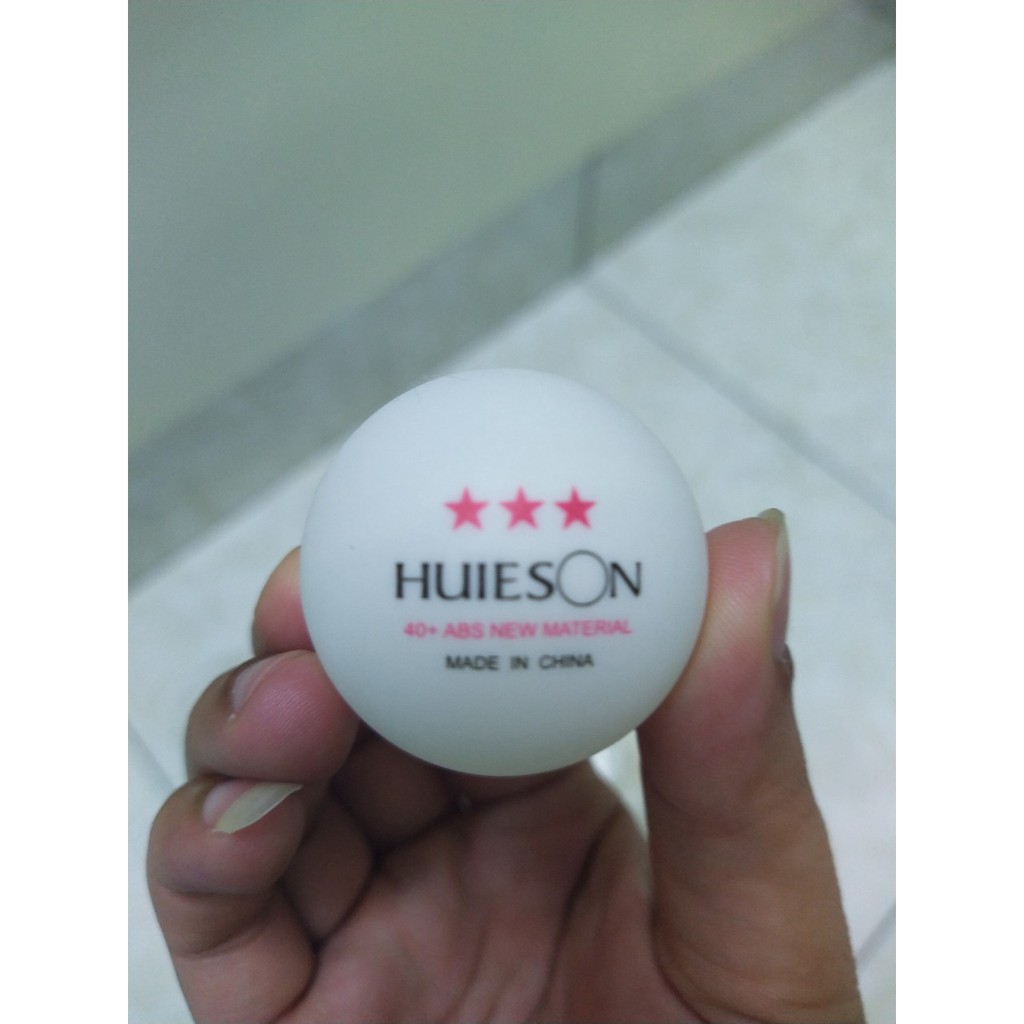 HUIESON
40+ ABS NEW MATERIAL
MADE IN CHINA